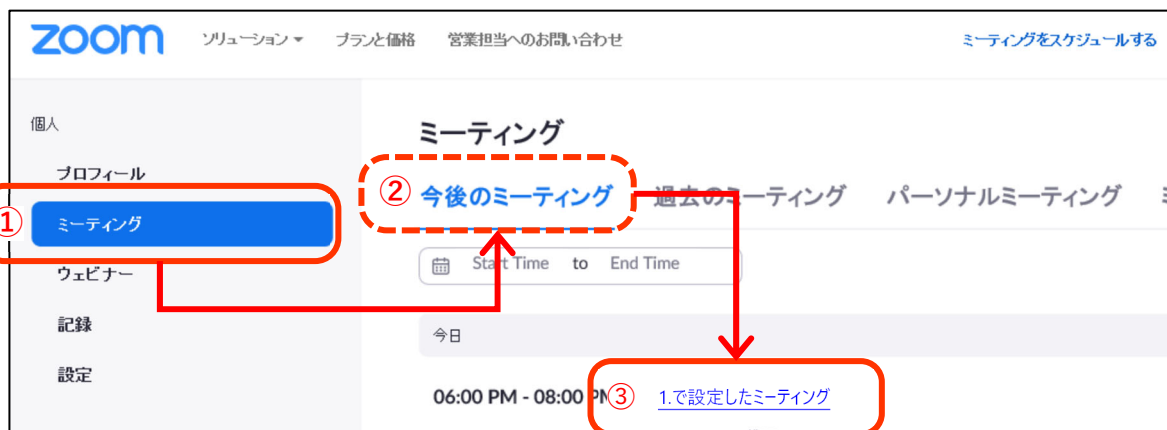 zoom ソリューション プランと価格 営業担当へのお問い合わせ ミーティングをスケジュールする
個人
プロフィール
① ミーティング
ウェビナー
記録
設定
ミーティング
② 今後のミーティング 過去のミーティング パーソナルミーティング
Start Time to End Time
今日
06:00 PM - 08:00 PM ③ 1.で設定したミーティング